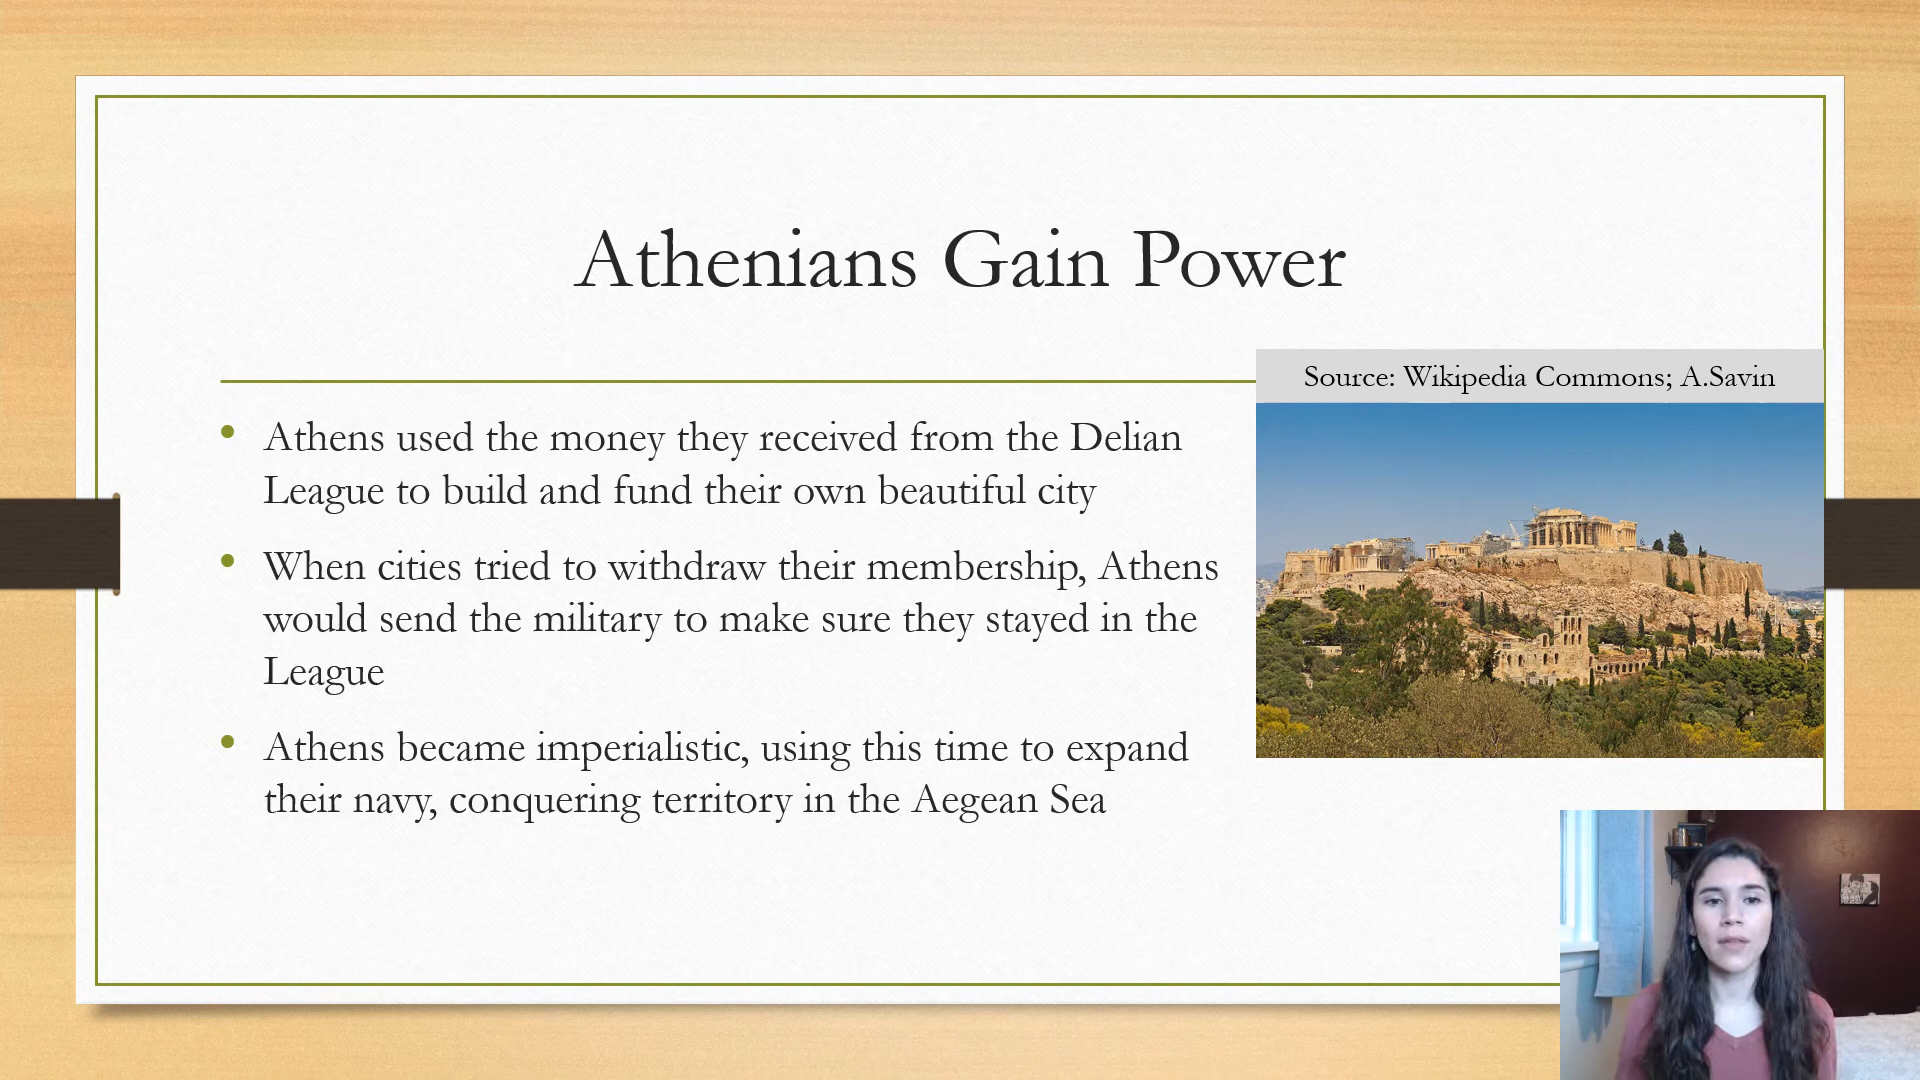 Athenians Gain Power
Source: Wikipedia Commons; A.Savin
• Athens used the money they received from the Delian
League to build and fund their own beautiful city
• When cities tried to withdraw their membership, Athens
would send the military to make sure they stayed in the
League
• Athens became imperialistic, using this time to expand
their navy, conquering territory in the Aegean Sea